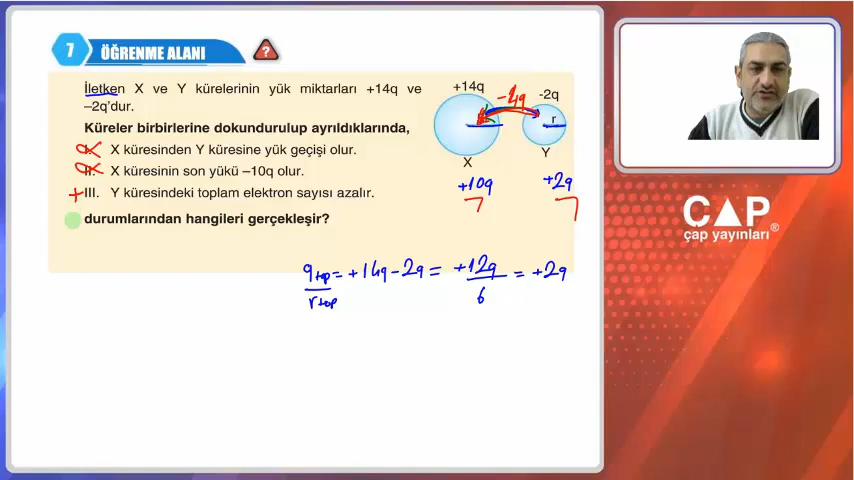 7 ÖĞRENME ALANI ?
İletken X ve Y kürelerinin yük miktarları +14q ve
–2q'dur.
Küreler birbirlerine dokundurulup ayrıldıklarında,
I. X küresinden Y küresine yük geçişi olur.
II. X küresinin son yükü –10q olur.
+ III. Y küresindeki toplam elektron sayısı azalır.
durumlarından hangileri gerçekleşir?
+14q
-2q
-4q
r
X
Y
+10q
+2q
7
7
qtop = +14q - 2q = +12q = +2q
rtop
6
ÇAP
çap yayınları®